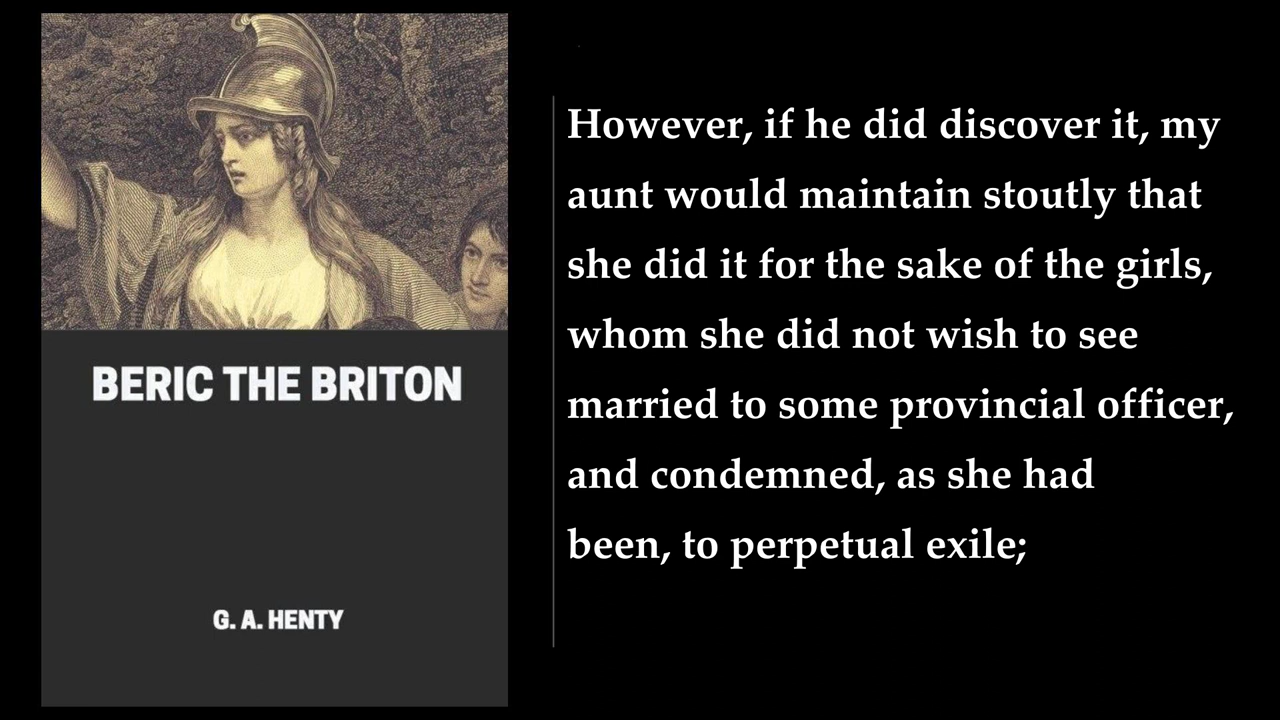 BERIC THE BRITON
G. A. HENTY
However, if he did discover it, my
aunt would maintain stoutly that
she did it for the sake of the girls,
whom she did not wish to see
married to some provincial officer,
and condemned, as she had
been, to perpetual exile;